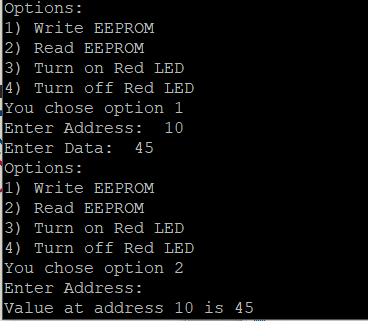 Options:
1) Write EEPROM
2) Read EEPROM
3) Turn on Red LED
4) Turn off Red LED
You chose option 1
Enter Address:  10
Enter Data:  45
Options:
1) Write EEPROM
2) Read EEPROM
3) Turn on Red LED
4) Turn off Red LED
You chose option 2
Enter Address:
Value at address 10 is 45